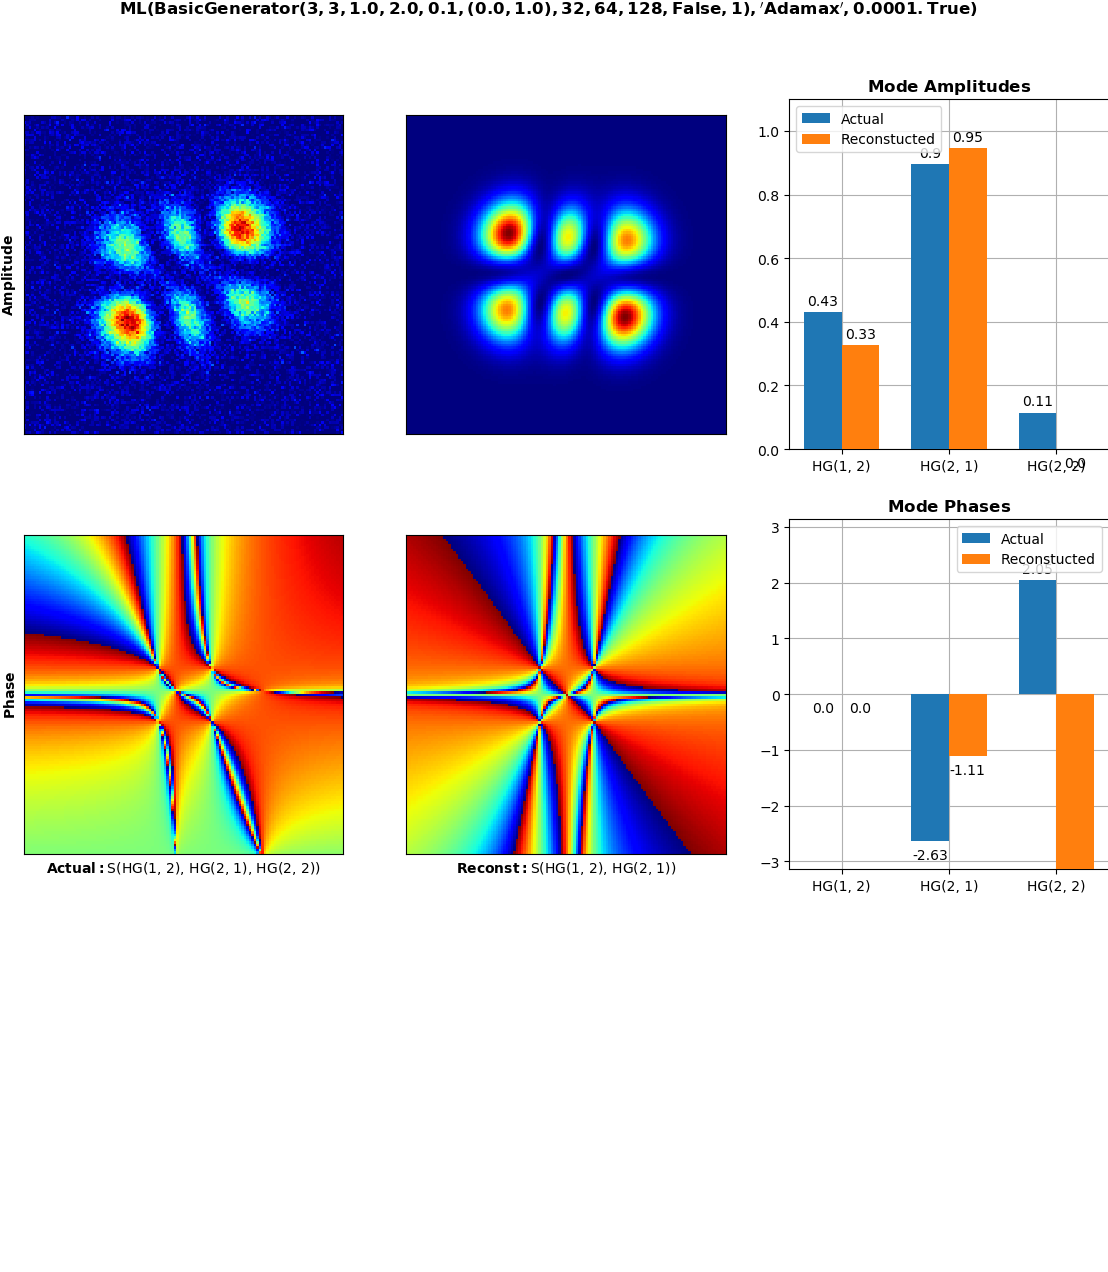 ML(BasicGenerator(3, 3, 1.0, 2.0, 0.1, (0.0, 1.0), 32, 64, 128, False, 1), ′Adamax′, 0.0001. True)
Mode Amplitudes
Amplitude
Actual
Reconstucted
1.0
0.8
0.6
0.4
0.2
0.0
0.43
0.33
0.9
0.95
0.11
0.0
HG(1, 2)
HG(2, 1)
HG(2, 2)
Mode Phases
Phase
Actual
Reconstucted
3
2
1
0
−1
−2
−3
0.0
0.0
-2.63
-1.11
2.05
HG(1, 2)
HG(2, 1)
HG(2, 2)
Actual: S(HG(1, 2), HG(2, 1), HG(2, 2))
Reconst: S(HG(1, 2), HG(2, 1))